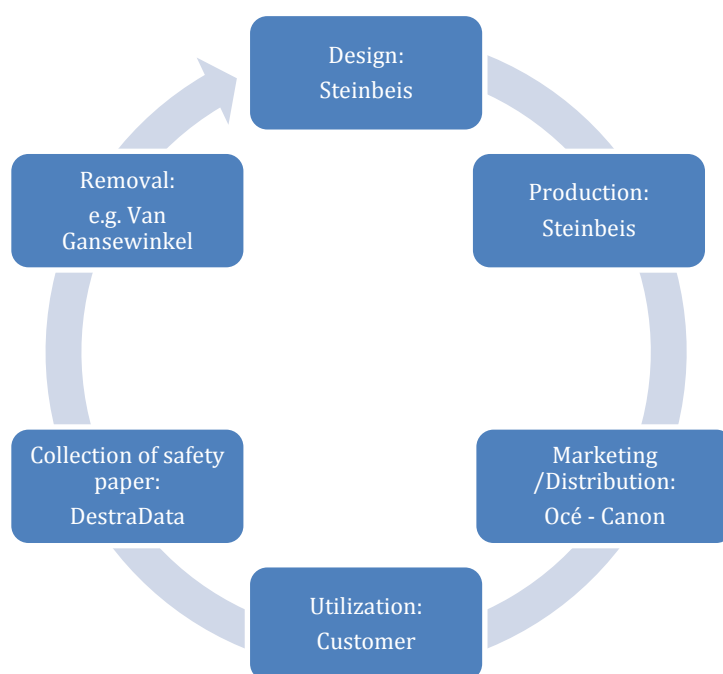 Design:
Steinbeis
Production:
Steinbeis
Marketing
/Distribution:
Océ - Canon
Utilization:
Customer
Collection of safety
paper:
DestraData
Removal:
e.g. Van
Gansewinkel